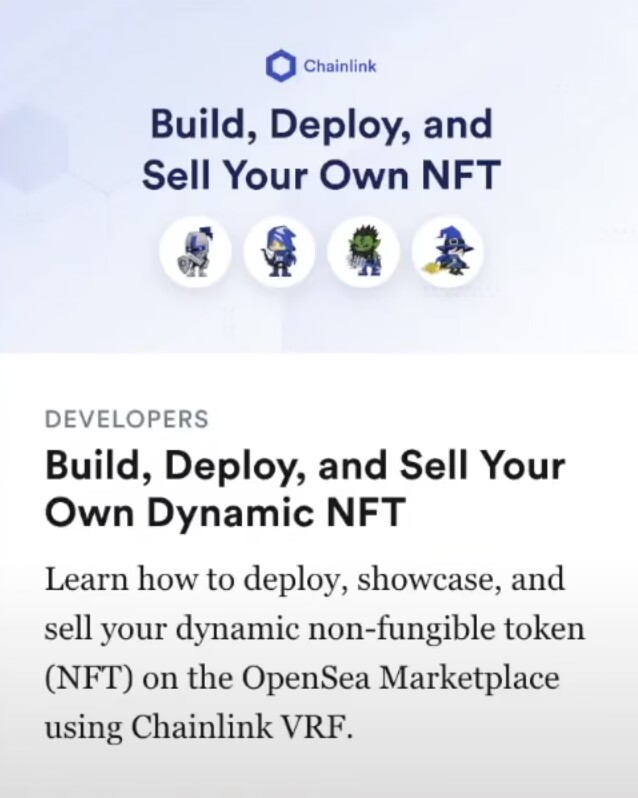 Chainlink
Build, Deploy, and
Sell Your Own NFT
DEVELOPERS
Build, Deploy, and Sell Your
Own Dynamic NFT
Learn how to deploy, showcase, and
sell your dynamic non-fungible token
(NFT) on the OpenSea Marketplace
using Chainlink VRF.